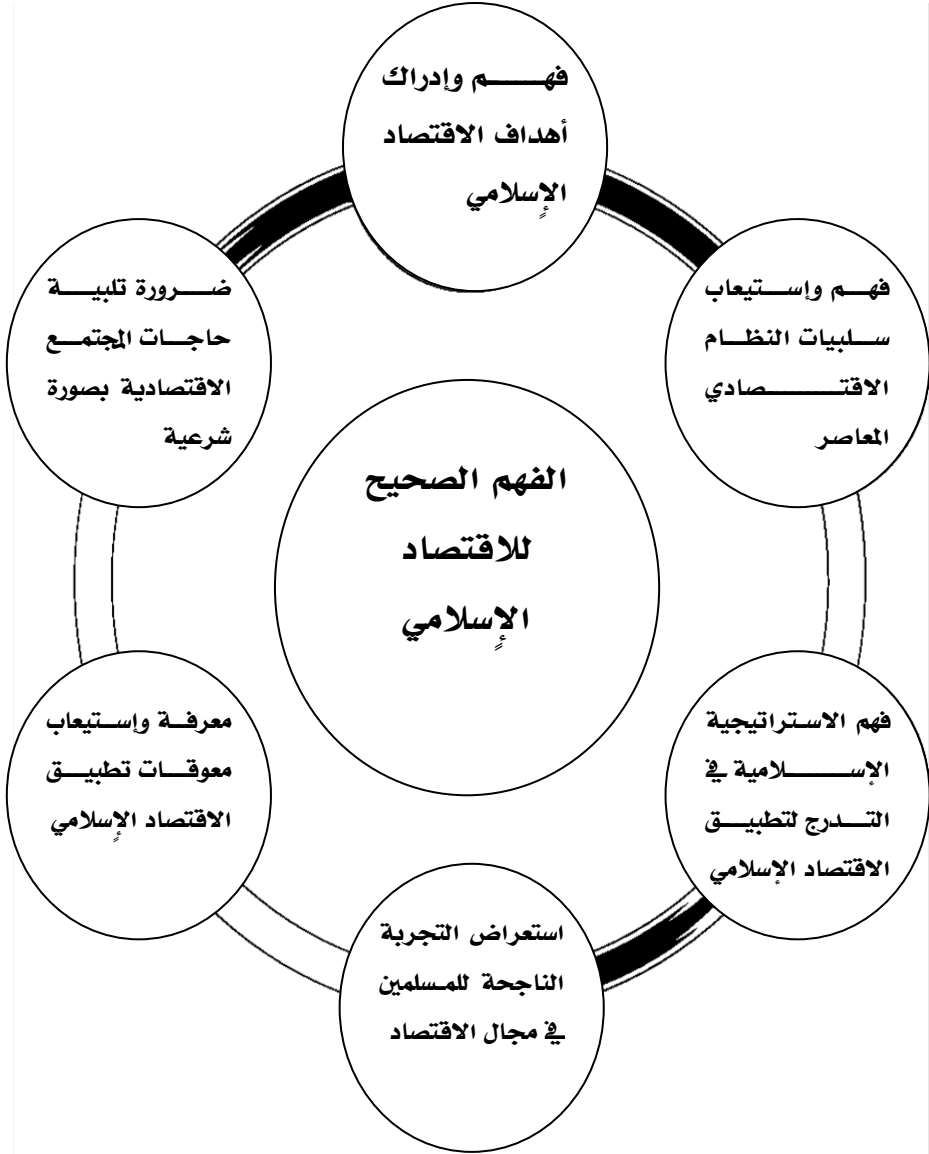 فهم وإدراك
أهداف الاقتصاد
الإسلامي
فهم وإستيعاب
سلبيات النظام
الاقتصادي
المعاصر
ضرورة تلبية
حاجات المجتمع
الاقتصادية بصورة
شرعية
الفهم الصحيح
للاقتصاد
الإسلامي
فهم الاستراتيجية
الإسلامية في
التدرج لتطبيق
الاقتصاد الإسلامي
معرفة وإستيعاب
معوقات تطبيق
الاقتصاد الإسلامي
استعراض التجربة
الناجحة للمسلمين
في مجال الاقتصاد